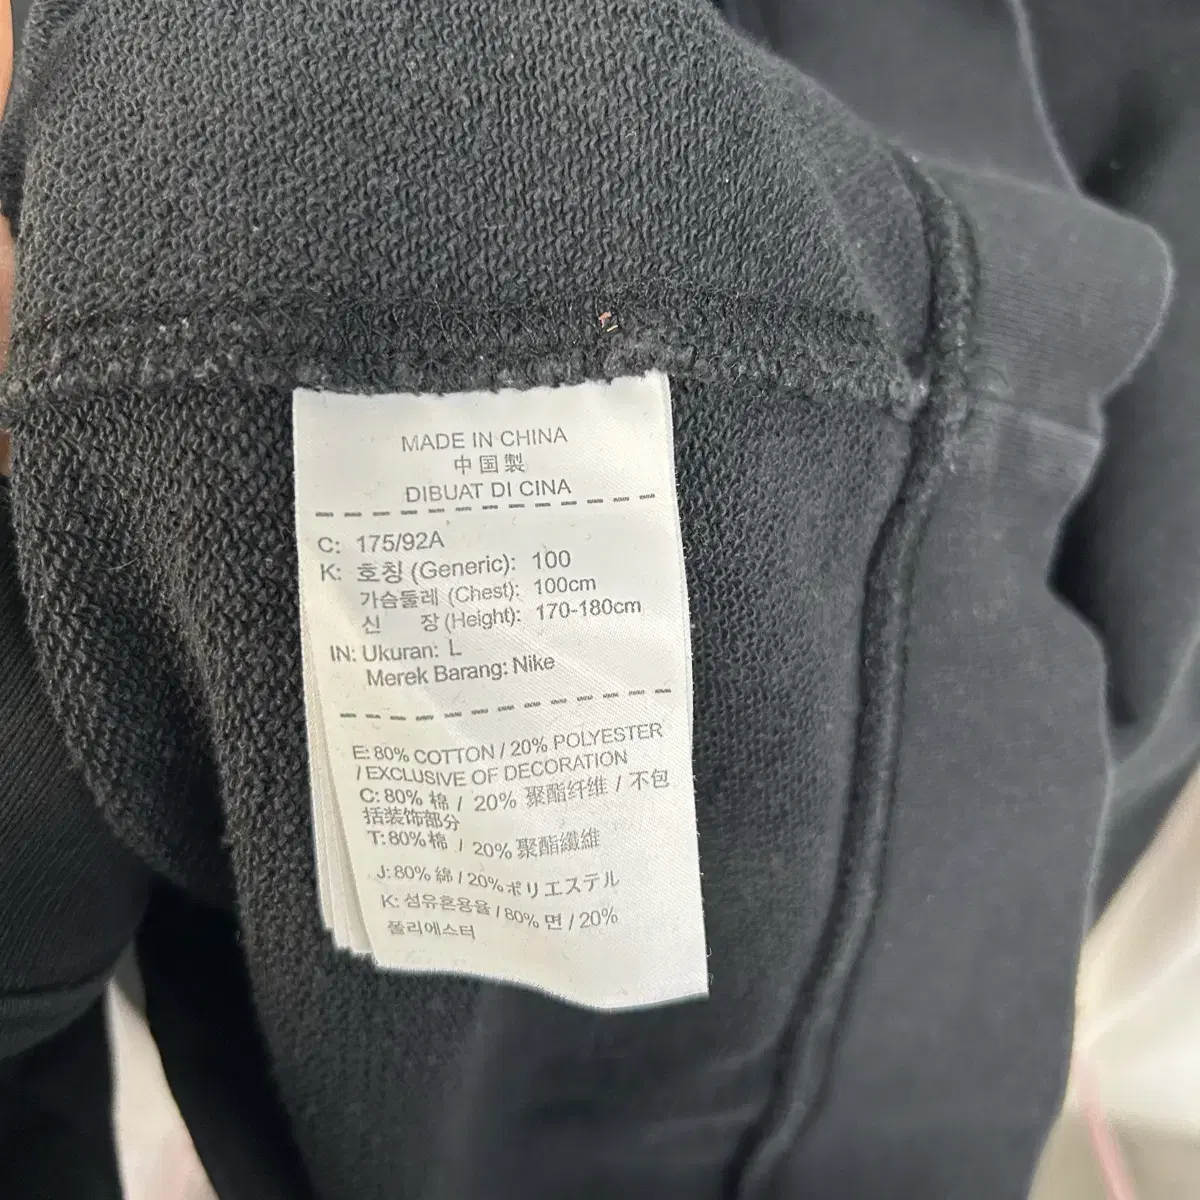 MADE IN CHINA
中国製
DIBUAT DI CINA
C: 175/92A
K: 호칭 (Generic): 100
가슴둘레 (Chest): 100cm
신 장 (Height): 170-180cm
IN: Ukuran: L
Merek Barang: Nike
E: 80% COTTON / 20% POLYESTER
/ EXCLUSIVE OF DECORATION
C: 80% 棉 / 20% 聚酯纤维 / 不包
括装饰部分
T: 80% 棉 / 20% 聚酯纖維
J: 80% 綿 / 20% ポリエステル
K: 섬유혼용율 / 80% 면 / 20%
폴리에스터